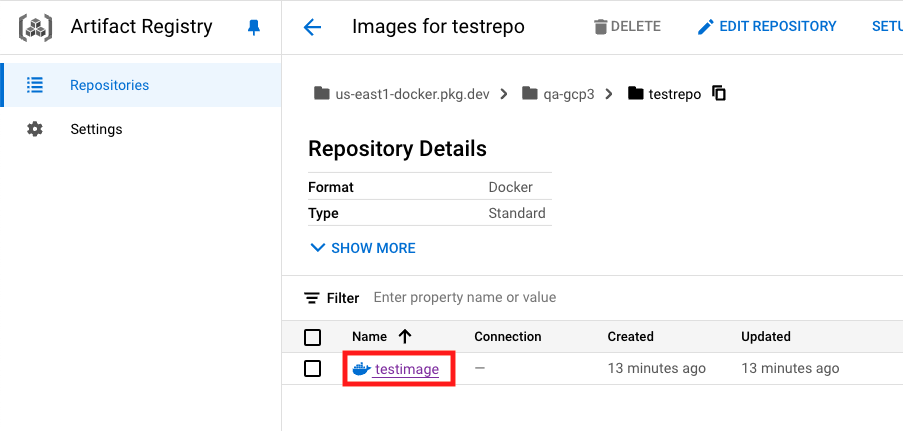 Artifact Registry
Images for testrepo
DELETE
EDIT REPOSITORY
Repositories
Settings
us-east1-docker.pkg.dev
qa-gcp3
testrepo
Repository Details
Format Docker
Type Standard
SHOW MORE
Filter Enter property name or value
Name Connection Created Updated
testimage — 13 minutes ago 13 minutes ago